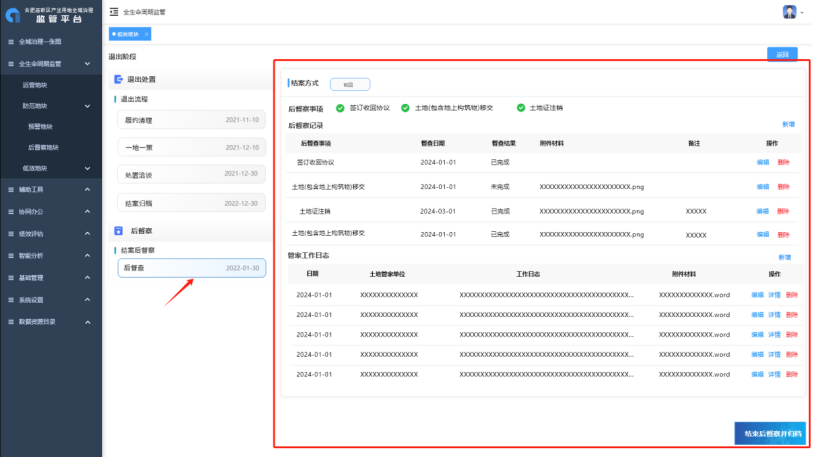 合肥高新区产业用地全域治理
监管平台
全生命周期监管
全域治理一张图
全生命周期监管
运营地块
防范地块
预警地块
后督察地块
低效地块
辅助工具
协同办公
绩效评估
智能分析
基础管理
系统设置
数据资源目录
低效地块 ×
退出阶段
返回
退出处置
退出流程
履约清理 2021-11-10
一地一策 2021-12-10
处置洽谈 2021-12-30
结案归档 2022-12-30
后督察
结案后督察
后督查 2022-01-30
结案方式 收回
后督察事项 签订收回协议 土地(包含地上构筑物)移交 土地证注销
后督察记录 新增
后督查事项 督查日期 督查结果 附件材料 备注 操作
签订收回协议 2024-01-01 已完成 编辑 删除
土地(包含地上构筑物)移交 2024-01-01 未完成 XXXXXXXXXXXXXXXXXXXXXX.png 编辑 删除
土地证注销 2024-03-01 已完成 XXXXXXXXXXXXXXXXXXXXXX.png XXXXX 编辑 删除
土地(包含地上构筑物)移交 2024-01-01 已完成 XXXXXXXXXXXXXXXXXXXXXX.png XXXXX 编辑 删除
管家工作日志 新增
日期 土地管家单位 工作日志 附件材料 操作
2024-01-01 XXXXXXXXXXXXXX XXXXXXXXXXXXXXXXXXXXXXXXXXXXXXXXXXXXXXXXX... XXXXXXXXXXXXX.word 编辑 详情 删除
2024-01-01 XXXXXXXXXXXXXX XXXXXXXXXXXXXXXXXXXXXXXXXXXXXXXXXXXXXXXXX... XXXXXXXXXXXXX.word 编辑 详情 删除
2024-01-01 XXXXXXXXXXXXXX XXXXXXXXXXXXXXXXXXXXXXXXXXXXXXXXXXXXXXXXX... XXXXXXXXXXXXX.word 编辑 详情 删除
2024-01-01 XXXXXXXXXXXXXX XXXXXXXXXXXXXXXXXXXXXXXXXXXXXXXXXXXXXXXXX... XXXXXXXXXXXXX.word 编辑 详情 删除
2024-01-01 XXXXXXXXXXXXXX XXXXXXXXXXXXXXXXXXXXXXXXXXXXXXXXXXXXXXXXX... XXXXXXXXXXXXX.word 编辑 详情 删除
结束后督察并归档